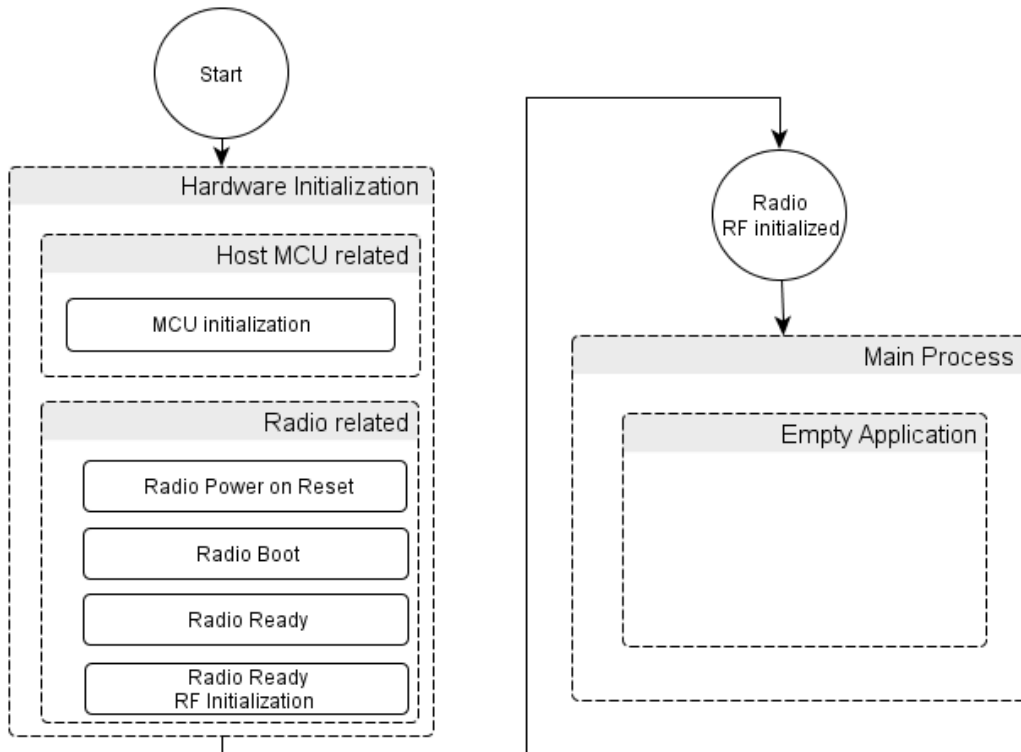 Start
Hardware Initialization
Host MCU related
MCU initialization
Radio related
Radio Power on Reset
Radio Boot
Radio Ready
Radio Ready
RF Initialization
Radio
RF initialized
Main Process
Empty Application